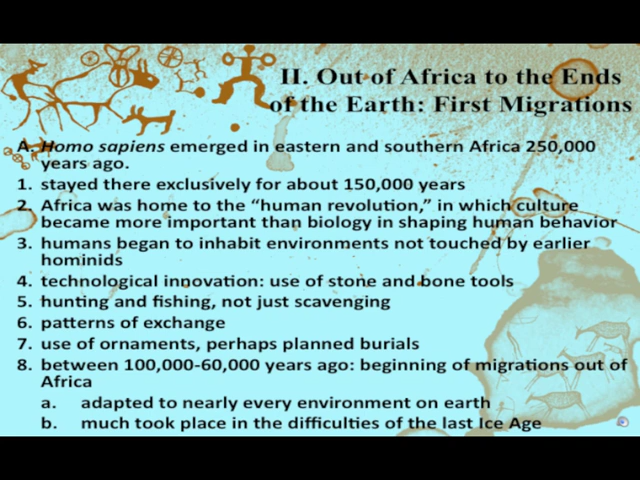 II. Out of Africa to the Ends
of the Earth: First Migrations
A. Homo sapiens emerged in eastern and southern Africa 250,000
years ago.
1. stayed there exclusively for about 150,000 years
2. Africa was home to the “human revolution,” in which culture
became more important than biology in shaping human behavior
3. humans began to inhabit environments not touched by earlier
hominids
4. technological innovation: use of stone and bone tools
5. hunting and fishing, not just scavenging
6. patterns of exchange
7. use of ornaments, perhaps planned burials
8. between 100,000-60,000 years ago: beginning of migrations out of
Africa
a. adapted to nearly every environment on earth
b. much took place in the difficulties of the last Ice Age